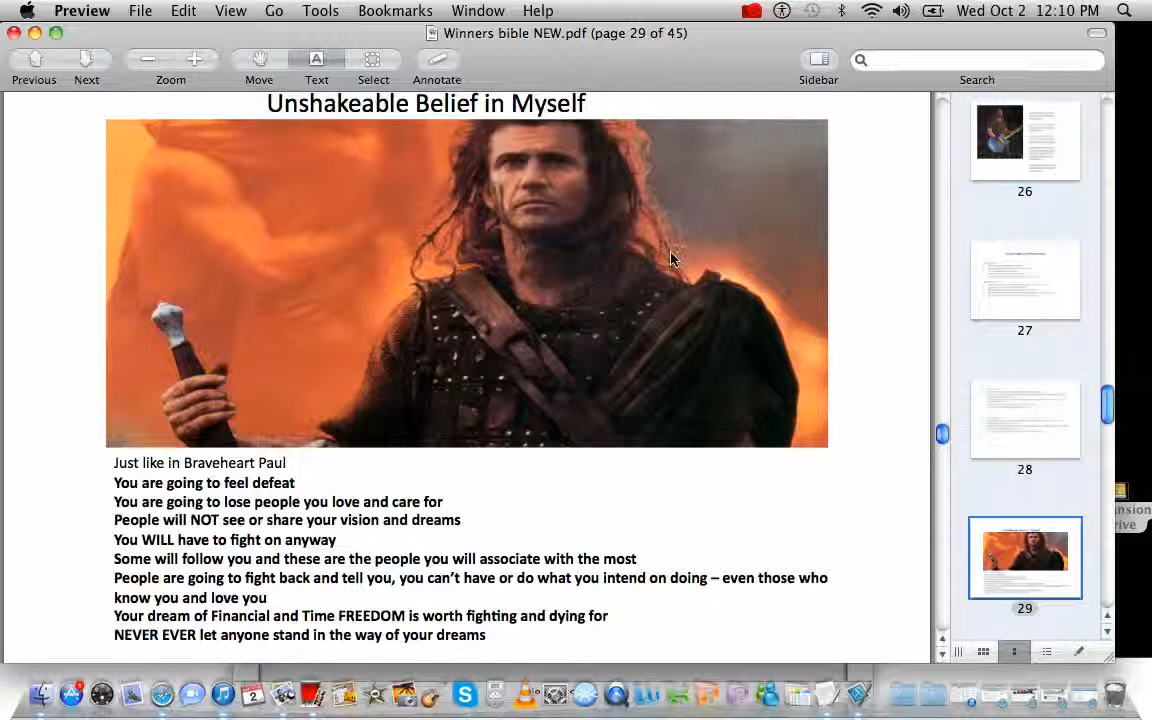 Preview File Edit View Go Tools Bookmarks Window Help Wed Oct 2 12:10 PM
Winners bible NEW.pdf (page 29 of 45)
Previous Next Zoom Move Text Select Annotate Sidebar Search
Unshakeable Belief in Myself
Just like in Braveheart Paul
You are going to feel defeat
You are going to lose people you love and care for
People will NOT see or share your vision and dreams
You WILL have to fight on anyway
Some will follow you and these are the people you will associate with the most
People are going to fight back and tell you, you can't have or do what you intend on doing – even those who
know you and love you
Your dream of Financial and Time FREEDOM is worth fighting and dying for
NEVER EVER let anyone stand in the way of your dreams
26
27
28
29
nsion
rive